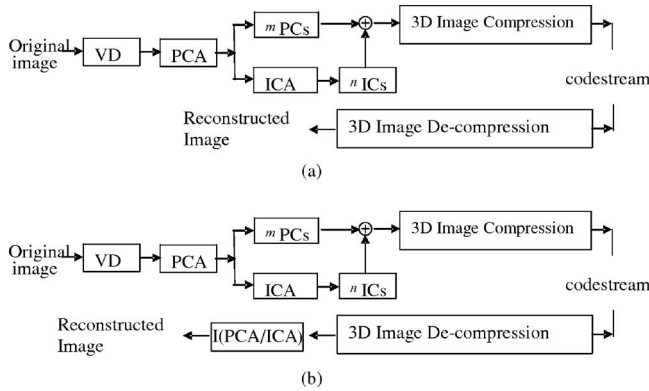 Original
image
VD
PCA
m PCs
ICA
n ICs
3D Image Compression
codestream
3D Image De-compression
Reconstructed
Image
(a)
Original
image
VD
PCA
m PCs
ICA
n ICs
3D Image Compression
codestream
3D Image De-compression
I(PCA/ICA)
Reconstructed
Image
(b)